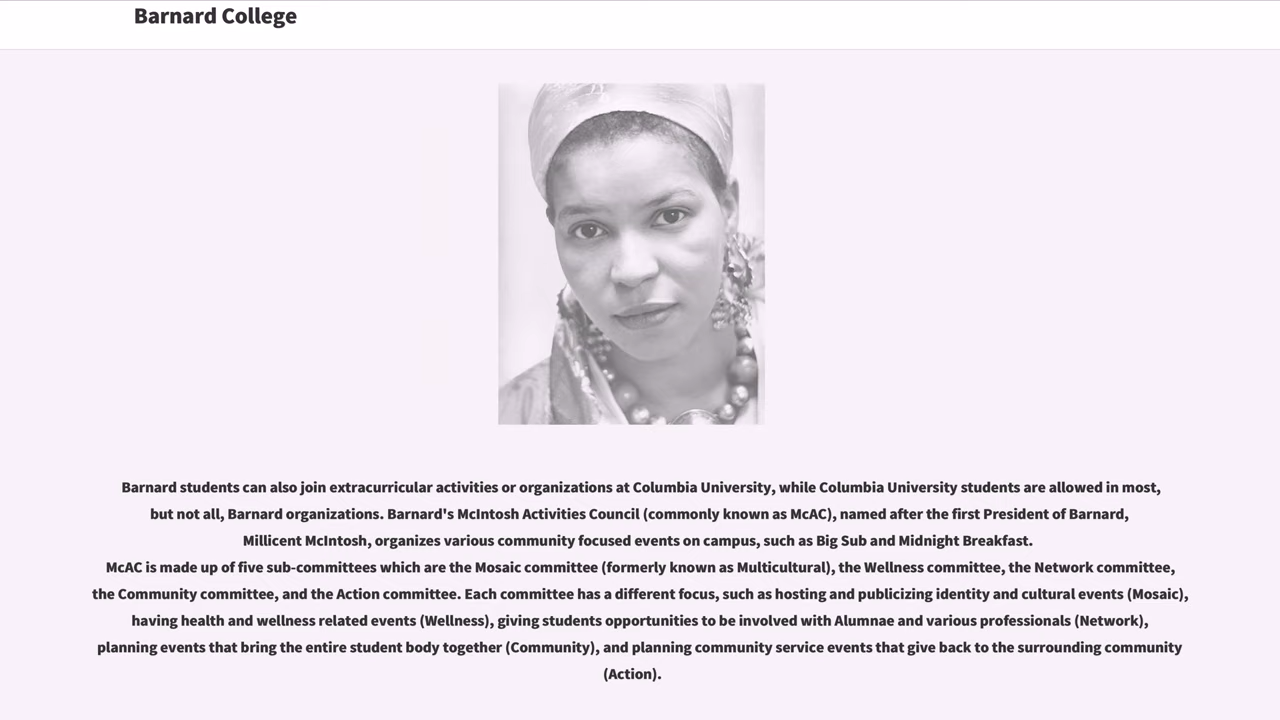 Barnard College
Barnard students can also join extracurricular activities or organizations at Columbia University, while Columbia University students are allowed in most,
but not all, Barnard organizations. Barnard's McIntosh Activities Council (commonly known as McAC), named after the first President of Barnard,
Millicent McIntosh, organizes various community focused events on campus, such as Big Sub and Midnight Breakfast.
McAC is made up of five sub-committees which are the Mosaic committee (formerly known as Multicultural), the Wellness committee, the Network committee,
the Community committee, and the Action committee. Each committee has a different focus, such as hosting and publicizing identity and cultural events (Mosaic),
having health and wellness related events (Wellness), giving students opportunities to be involved with Alumnae and various professionals (Network),
planning events that bring the entire student body together (Community), and planning community service events that give back to the surrounding community
(Action).